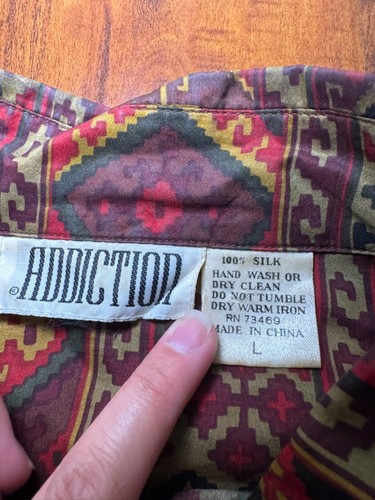 ©ADDICTION
100% SILK
HAND WASH OR
DRY CLEAN
DO NOT TUMBLE
DRY WARM IRON
RN 73469
MADE IN CHINA
L